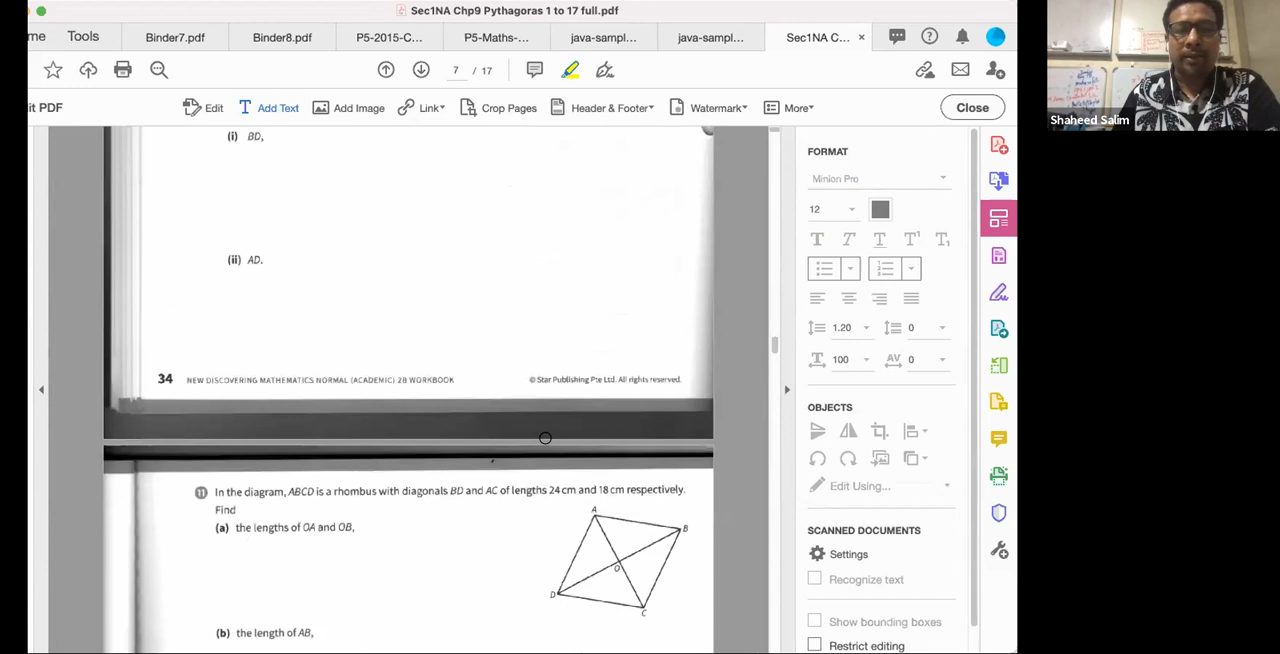 Sec1NA Chp9 Pythagoras 1 to 17 full.pdf
me Tools Binder7.pdf Binder8.pdf P5-2015-C... P5-Maths-... java-sampl... java-sampl... Sec1NA C... ×
7 / 17
it PDF Edit Add Text Add Image Link Crop Pages Header & Footer Watermark More Close
(i) BD,
(ii) AD.
34 NEW DISCOVERING MATHEMATICS NORMAL (ACADEMIC) 2B WORKBOOK © Star Publishing Pte Ltd. All rights reserved.
11 In the diagram, ABCD is a rhombus with diagonals BD and AC of lengths 24 cm and 18 cm respectively.
Find
(a) the lengths of OA and OB,
A
B
O
D
C
(b) the length of AB,
FORMAT
Minion Pro
12
T T T T¹ T₁
1.20 0
100 AV 0
OBJECTS
Edit Using...
SCANNED DOCUMENTS
Settings
Recognize text
Show bounding boxes
Restrict editing
Shaheed Salim